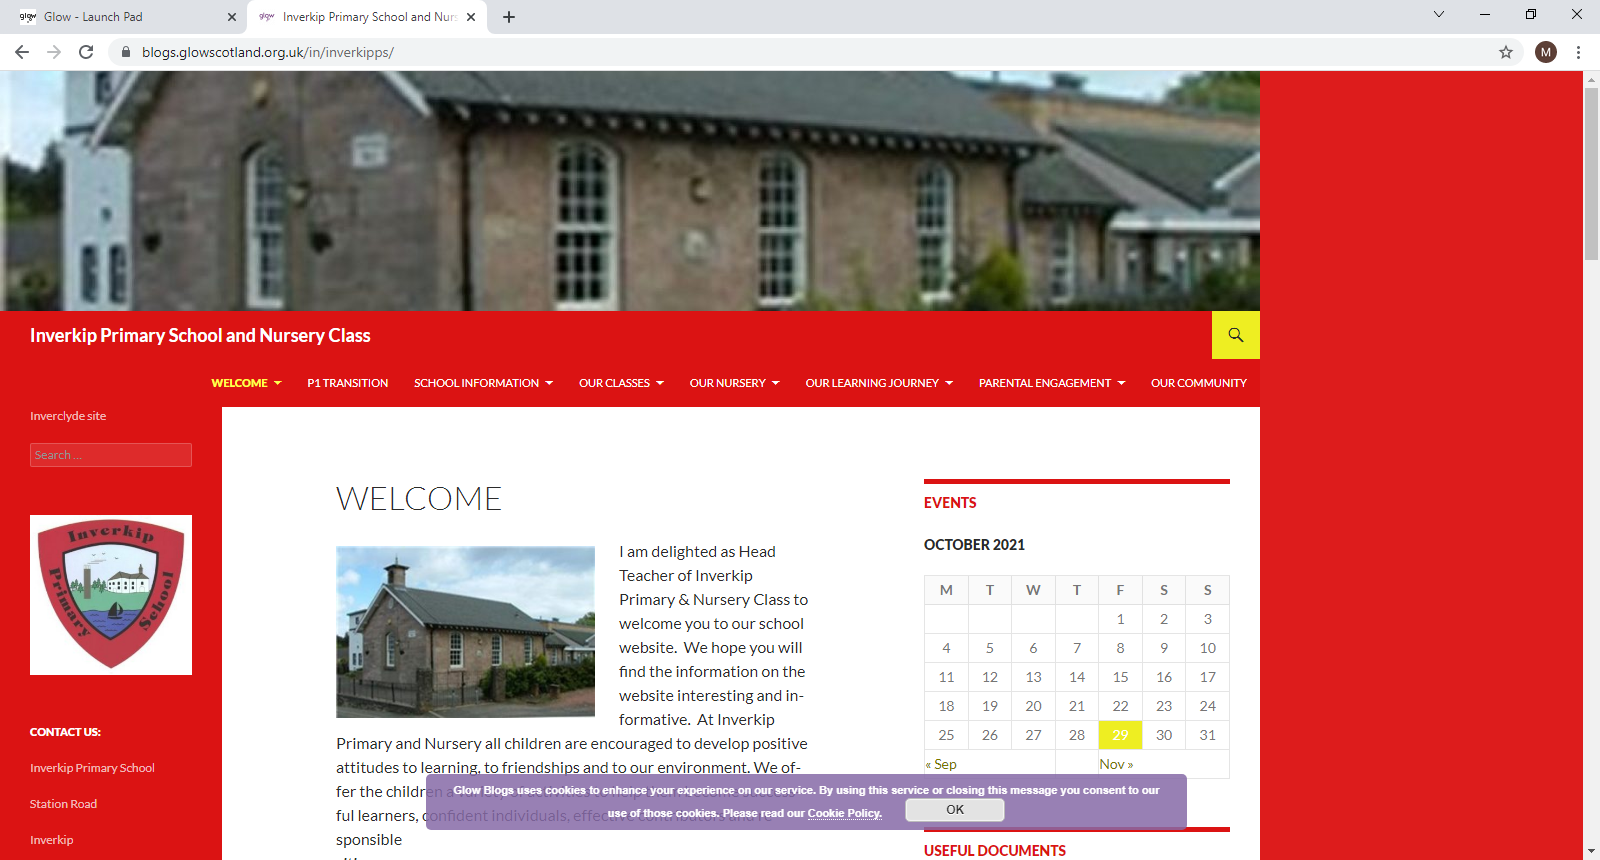 Glow - Launch Pad
Inverkip Primary School and Nurs
blogs.glowscotland.org.uk/in/inverkipps/
M
Inverkip Primary School and Nursery Class
WELCOME P1 TRANSITION SCHOOL INFORMATION OUR CLASSES OUR NURSERY OUR LEARNING JOURNEY PARENTAL ENGAGEMENT OUR COMMUNITY
Inverclyde site
Search ...
Inverkip
Primary School
CONTACT US:
Inverkip Primary School
Station Road
Inverkip
WELCOME
I am delighted as Head
Teacher of Inverkip
Primary & Nursery Class to
welcome you to our school
website. We hope you will
find the information on the
website interesting and in-
formative. At Inverkip
Primary and Nursery all children are encouraged to develop positive
attitudes to learning, to friendships and to our environment. We of-
fer the children
ful learners, confident individuals, effective contributors
sponsible
EVENTS
OCTOBER 2021
M T W T F S S
1 2 3
4 5 6 7 8 9 10
11 12 13 14 15 16 17
18 19 20 21 22 23 24
25 26 27 28 29 30 31
« Sep Nov »
Glow Blogs uses cookies to enhance your experience on our service. By using this service or closing this message you consent to our
use of those cookies. Please read our Cookie Policy. OK
USEFUL DOCUMENTS